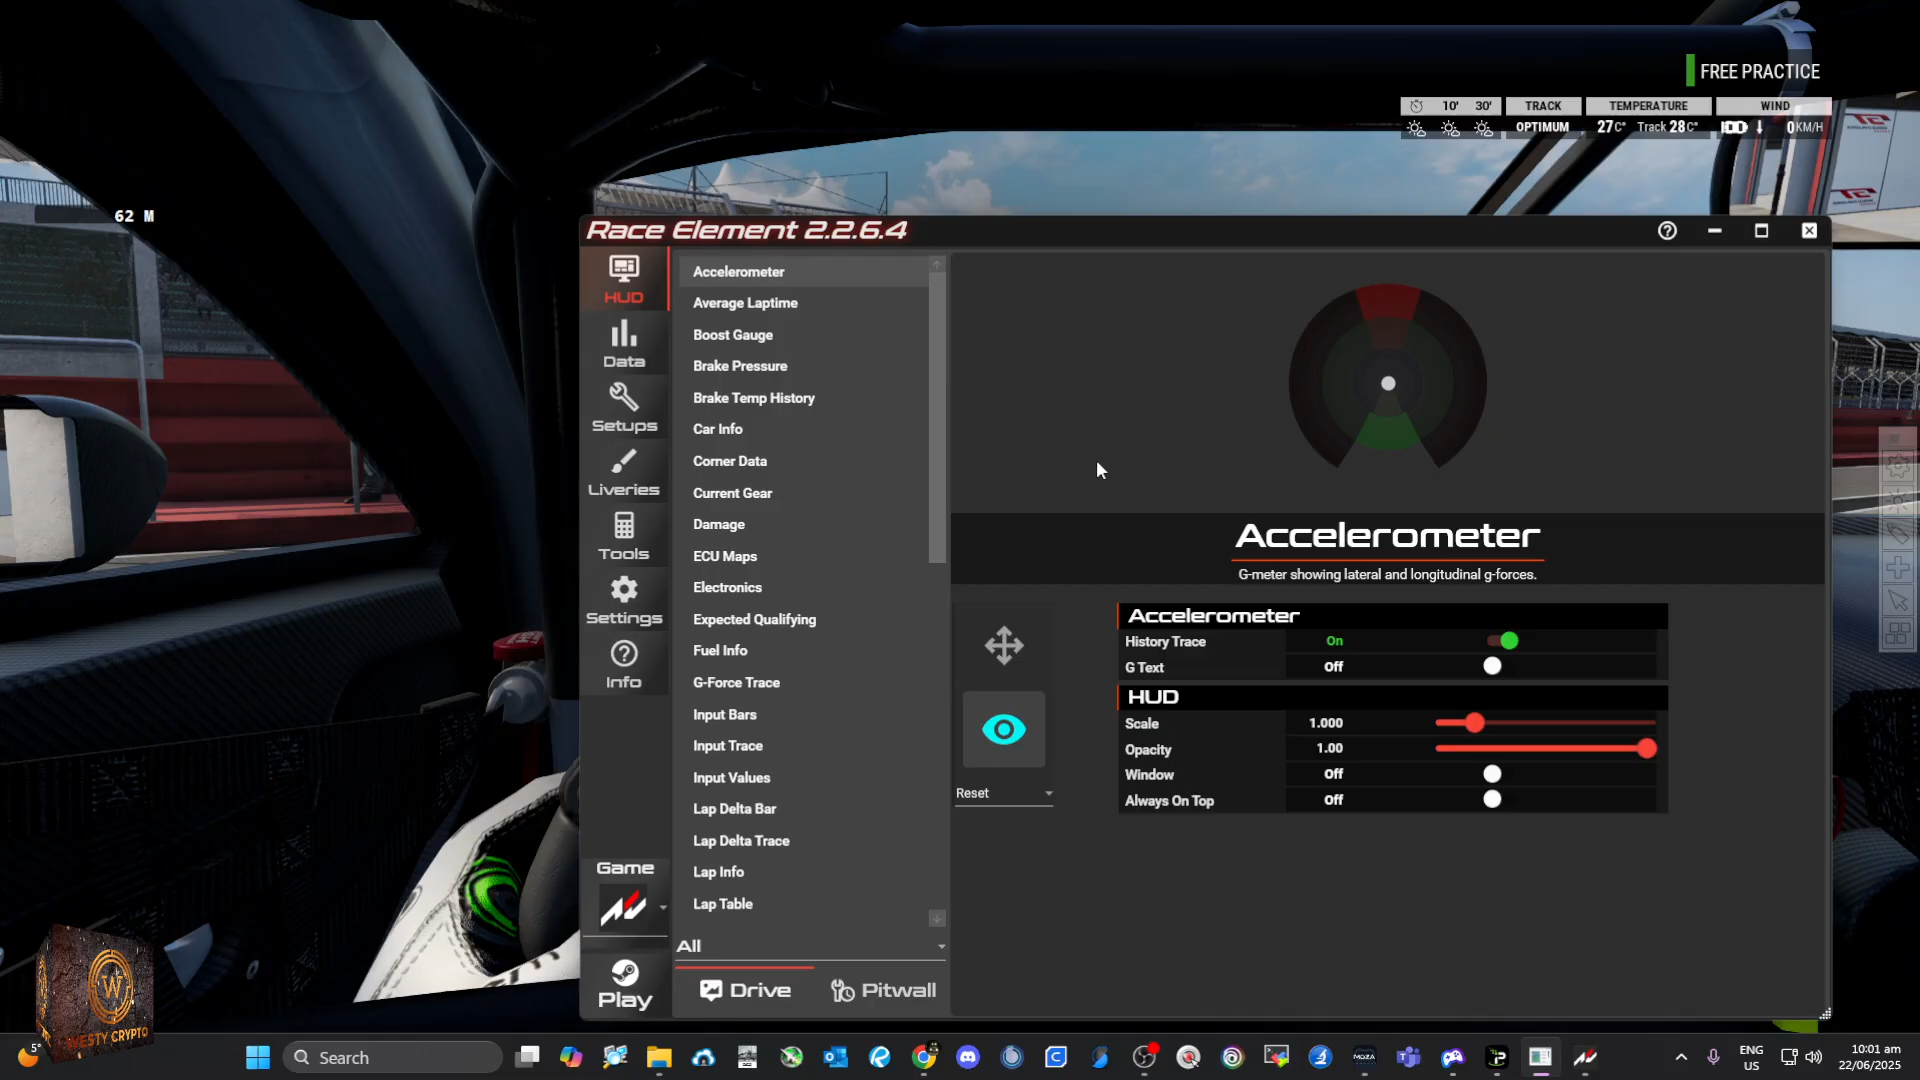 FREE PRACTICE
10' 30' TRACK TEMPERATURE WIND
OPTIMUM 27C° Track 28C° 0KM/H
62 M
Race Element 2.2.6.4
HUD
Data
Setups
Liveries
Tools
Settings
Info
Game
Play
Accelerometer
Average Laptime
Boost Gauge
Brake Pressure
Brake Temp History
Car Info
Corner Data
Current Gear
Damage
ECU Maps
Electronics
Expected Qualifying
Fuel Info
G-Force Trace
Input Bars
Input Trace
Input Values
Lap Delta Bar
Lap Delta Trace
Lap Info
Lap Table
All
Drive Pitwall
Accelerometer
G-meter showing lateral and longitudinal g-forces.
Reset
Accelerometer
History Trace On
G Text Off
HUD
Scale 1.000
Opacity 1.00
Window Off
Always On Top Off
W
WESTY CRYPTO
5°
Search
MOZA
ENG
US
10:01 am
22/06/2025